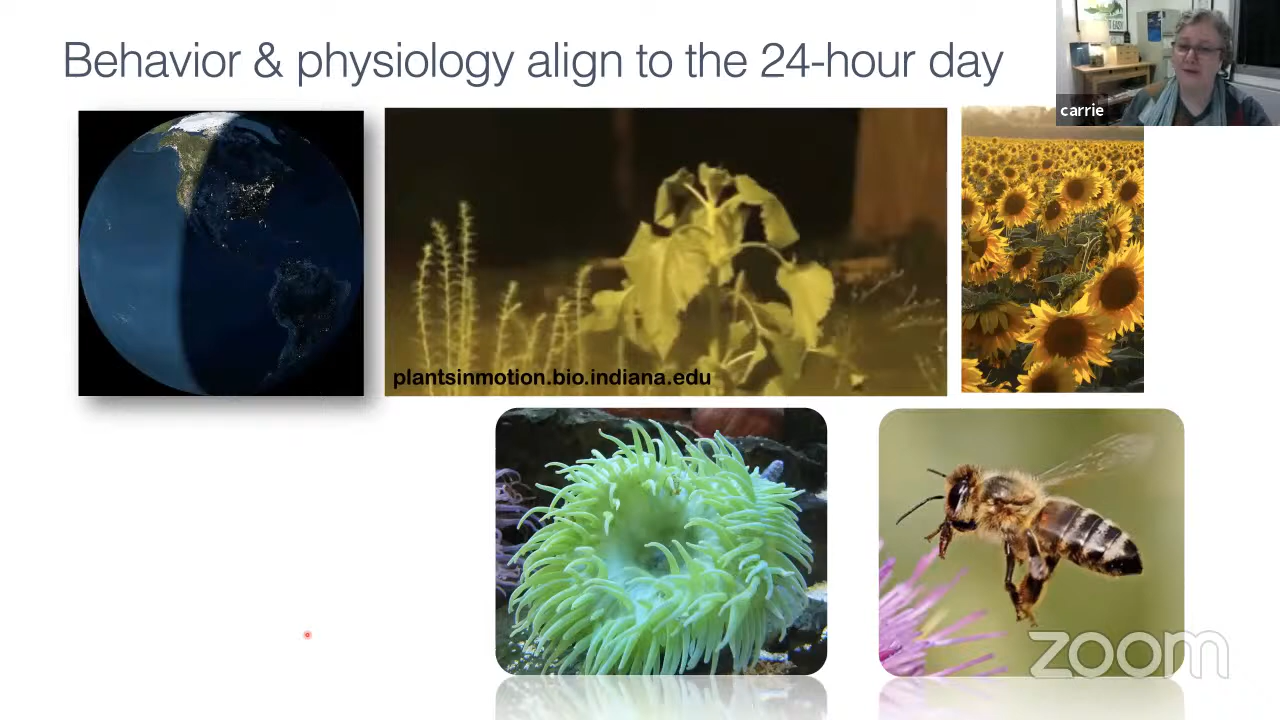 Behavior & physiology align to the 24-hour day
carrie
plantsinmotion.bio.indiana.edu
zoom